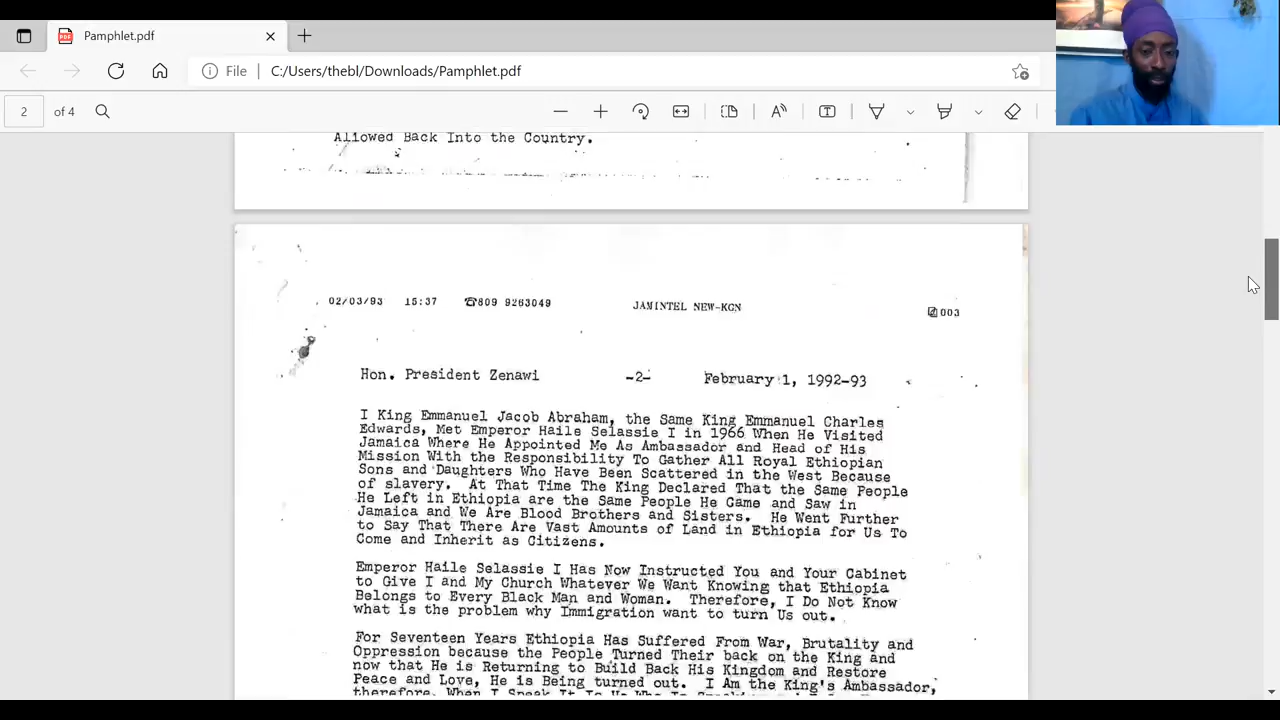 Pamphlet.pdf
File
C:/Users/thebl/Downloads/Pamphlet.pdf
2 of 4
Allowed Back Into the Country.
02/03/93 15:37 ☎809 9263049 JAMINTEL NEW-KGN 003
Hon. President Zenawi -2- February 1, 1992-93
I King Emmanuel Jacob Abraham, the Same King Emmanuel Charles
Edwards, Met Emperor Haile Selassie I in 1966 When He Visited
Jamaica Where He Appointed Me As Ambassador and Head of His
Mission With the Responsibility To Gather All Royal Ethiopian
Sons and Daughters Who Have Been Scattered in the West Because
of slavery. At That Time The King Declared That the Same People
He Left in Ethiopia are the Same People He Came and Saw in
Jamaica and We Are Blood Brothers and Sisters. He Went Further
to Say That There Are Vast Amounts of Land in Ethiopia for Us To
Come and Inherit as Citizens.
Emperor Haile Selassie I Has Now Instructed You and Your Cabinet
to Give I and My Church Whatever We Want Knowing that Ethiopia
Belongs to Every Black Man and Woman. Therefore, I Do Not Know
what is the problem why Immigration want to turn Us out.
For Seventeen Years Ethiopia Has Suffered From War, Brutality and
Oppression because the People Turned Their back on the King and
now that He is Returning to Build Back His Kingdom and Restore
Peace and Love, He is Being turned out. I Am the King's Ambassador,
therefore, When I Speak It Is